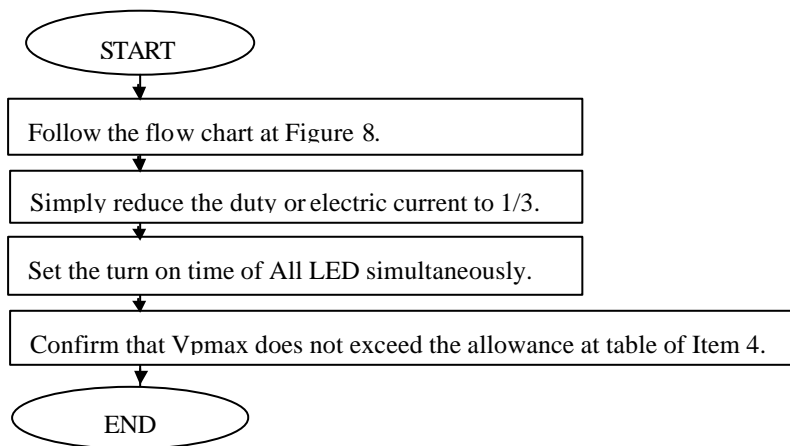 START
Follow the flow chart at Figure 8.
Simply reduce the duty or electric current to 1/3.
Set the turn on time of All LED simultaneously.
Confirm that Vpmax does not exceed the allowance at table of Item 4.
END